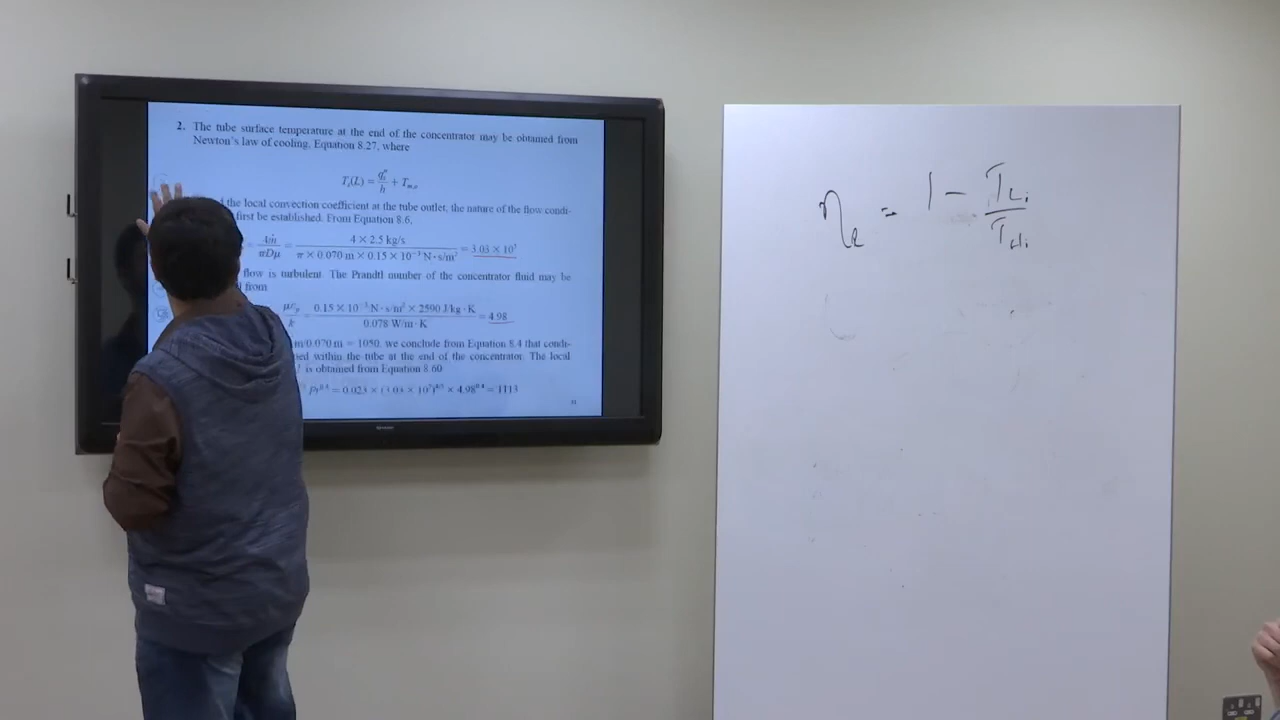 2. The tube surface temperature at the end of the concentrator may be obtained from
Newton's law of cooling, Equation 8.27, where
Tₛ(L) = q″ₛ/h + Tₘ,ₒ
the local convection coefficient at the tube outlet, the nature of the flow condi-
first be established. From Equation 8.6,
= 4ṁ/πDμ = 4 × 2.5 kg/s / π × 0.070 m × 0.15 × 10⁻³ N·s/m² = 3.03 × 10⁵
flow is turbulent. The Prandtl number of the concentrator fluid may be
from
μcₚ/k = 0.15 × 10⁻³ N·s/m² × 2590 J/kg·K / 0.078 W/m·K = 4.98
m/0.070 m = 1050, we conclude from Equation 8.4 that condi-
within the tube at the end of the concentrator. The local
is obtained from Equation 8.60
= 0.023 × (3.03 × 10⁵)⁴ᐟ⁵ × 4.98⁰·⁴ = 1113
31
SHARP
η = 1 −